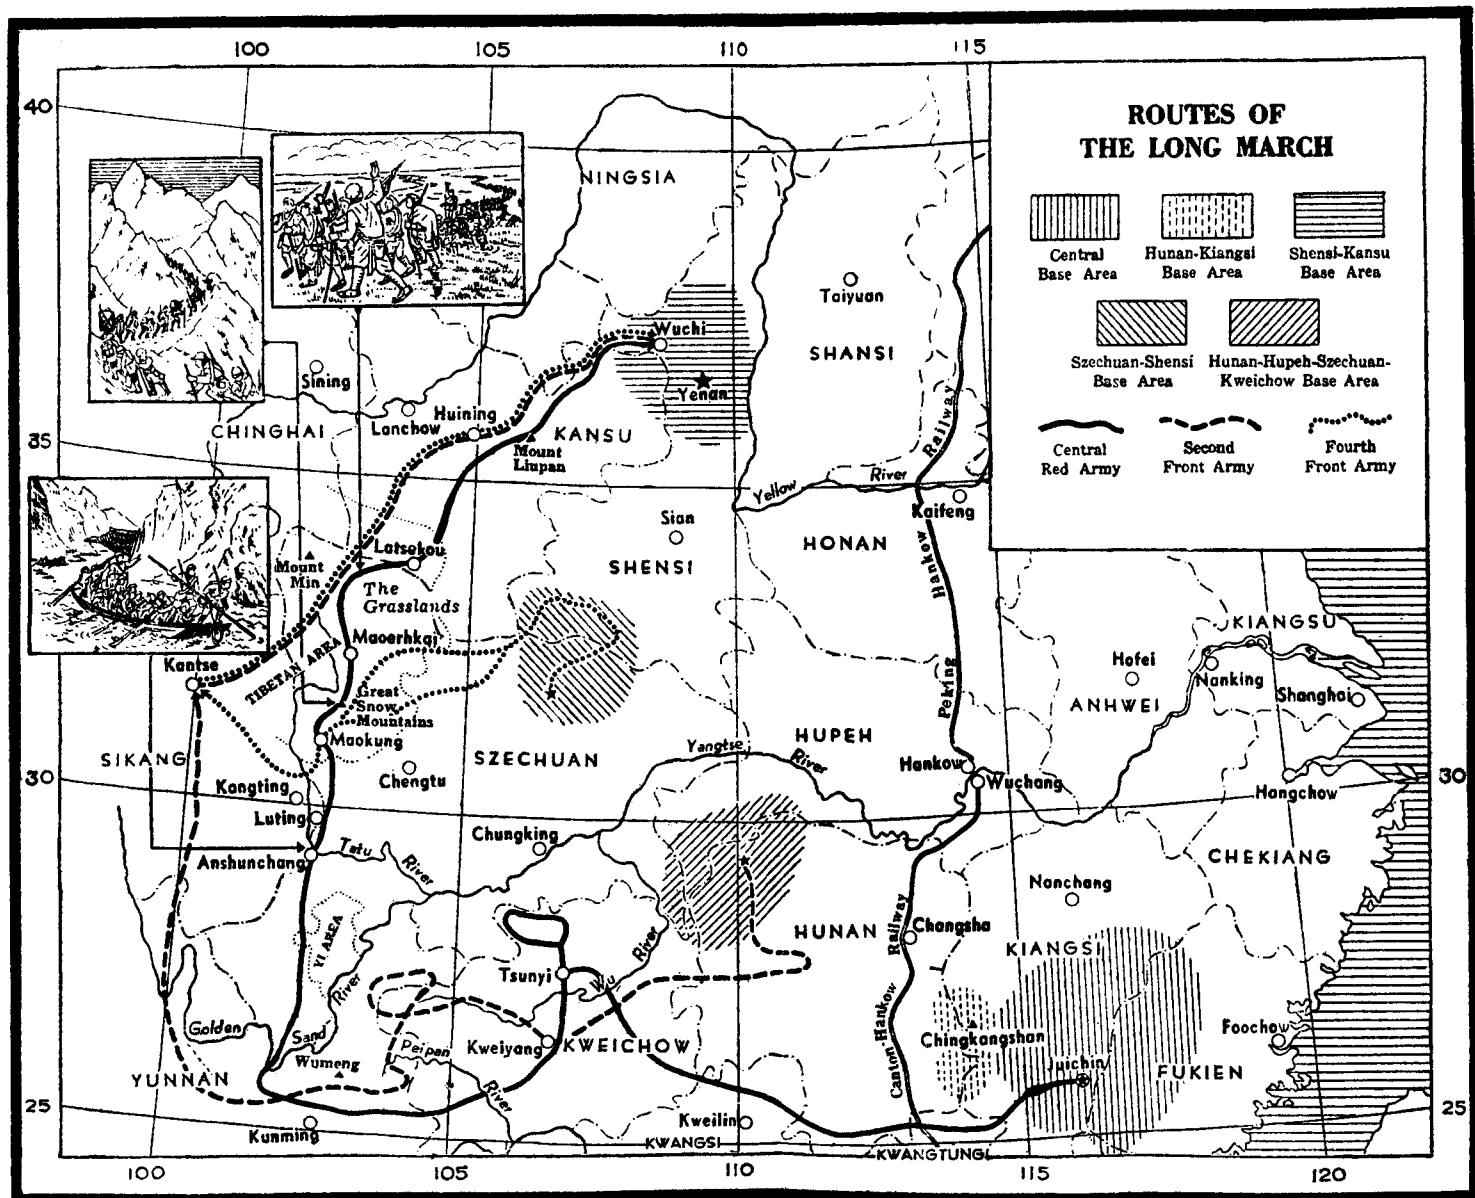 100 105 110 115
40
ROUTES OF
THE LONG MARCH
Central
Base Area
Hunan-Kiangsi
Base Area
Shensi-Kansu
Base Area
Szechuan-Shensi
Base Area
Hunan-Hupeh-Szechuan-
Kweichow Base Area
Central
Red Army
Second
Front Army
Fourth
Front Army
NINGSIA
Taiyuan
SHANSI
Wuchi
Yenan
Sining
Lanchow
Huining
CHINGHAI
KANSU
Mount
Liupan
35
Railway
Yellow River
Kaifeng
Sian
HONAN
Hankow
Latsekou
Mount
Min
The
Grasslands
SHENSI
KIANGSU
Maoerhkai
Kantse
TIBETAN AREA
Hofei
Nanking
Shanghai
Great
Snow
Mountains
Peking
ANHWEI
Maokung
SIKANG
SZECHUAN
Yangtse River
HUPEH
Chengtu
Kangting
Hankow
Wuchang
30
30
Hangchow
Luting
Chungking
Anshunchang
Tatu River
CHEKIANG
Nanchang
YI AREA
HUNAN
Railway
Changsha
KIANGSI
Tsunyi
Wu River
Golden Sand River
Wumeng
Peipan River
Kweiyang
KWEICHOW
Canton-Hankow
Chingkangshan
Foochow
Juichin
FUKIEN
YUNNAN
25
25
Kunming
Kweilin
KWANGSI
KWANGTUNG
100 105 110 115 120